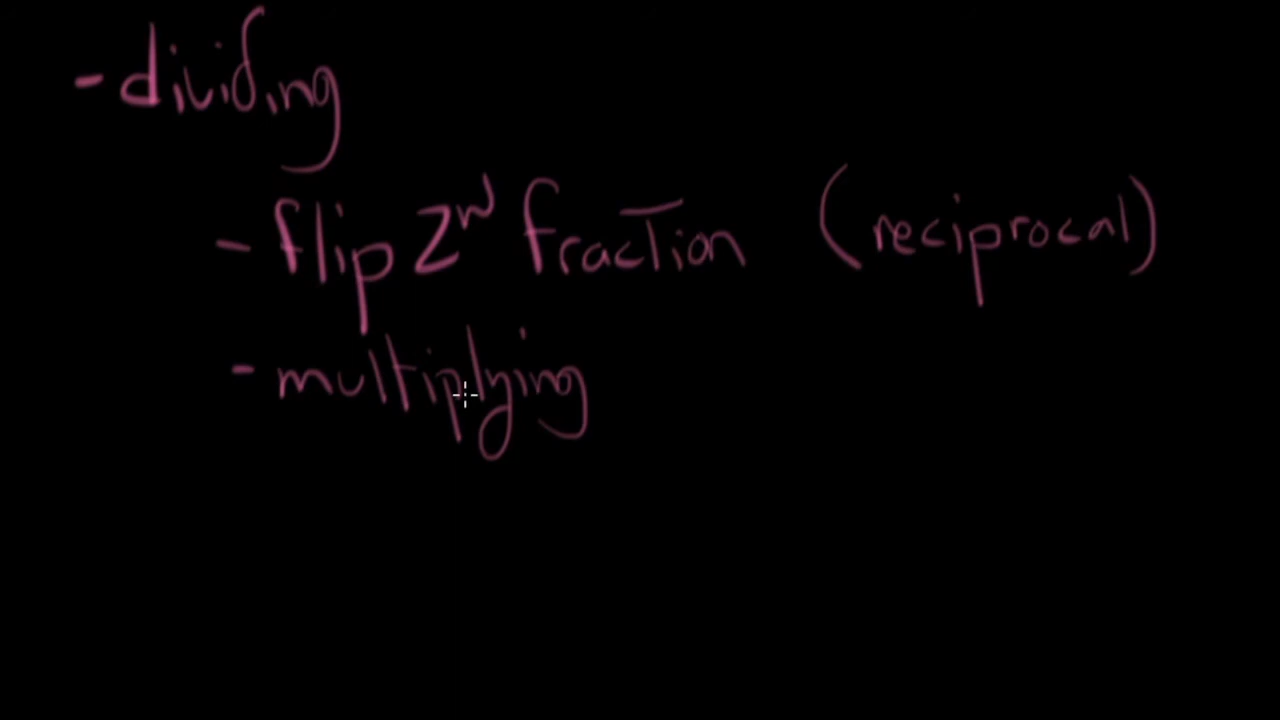 - dividing
- flip 2nd fraction (reciprocal)
- multiplying